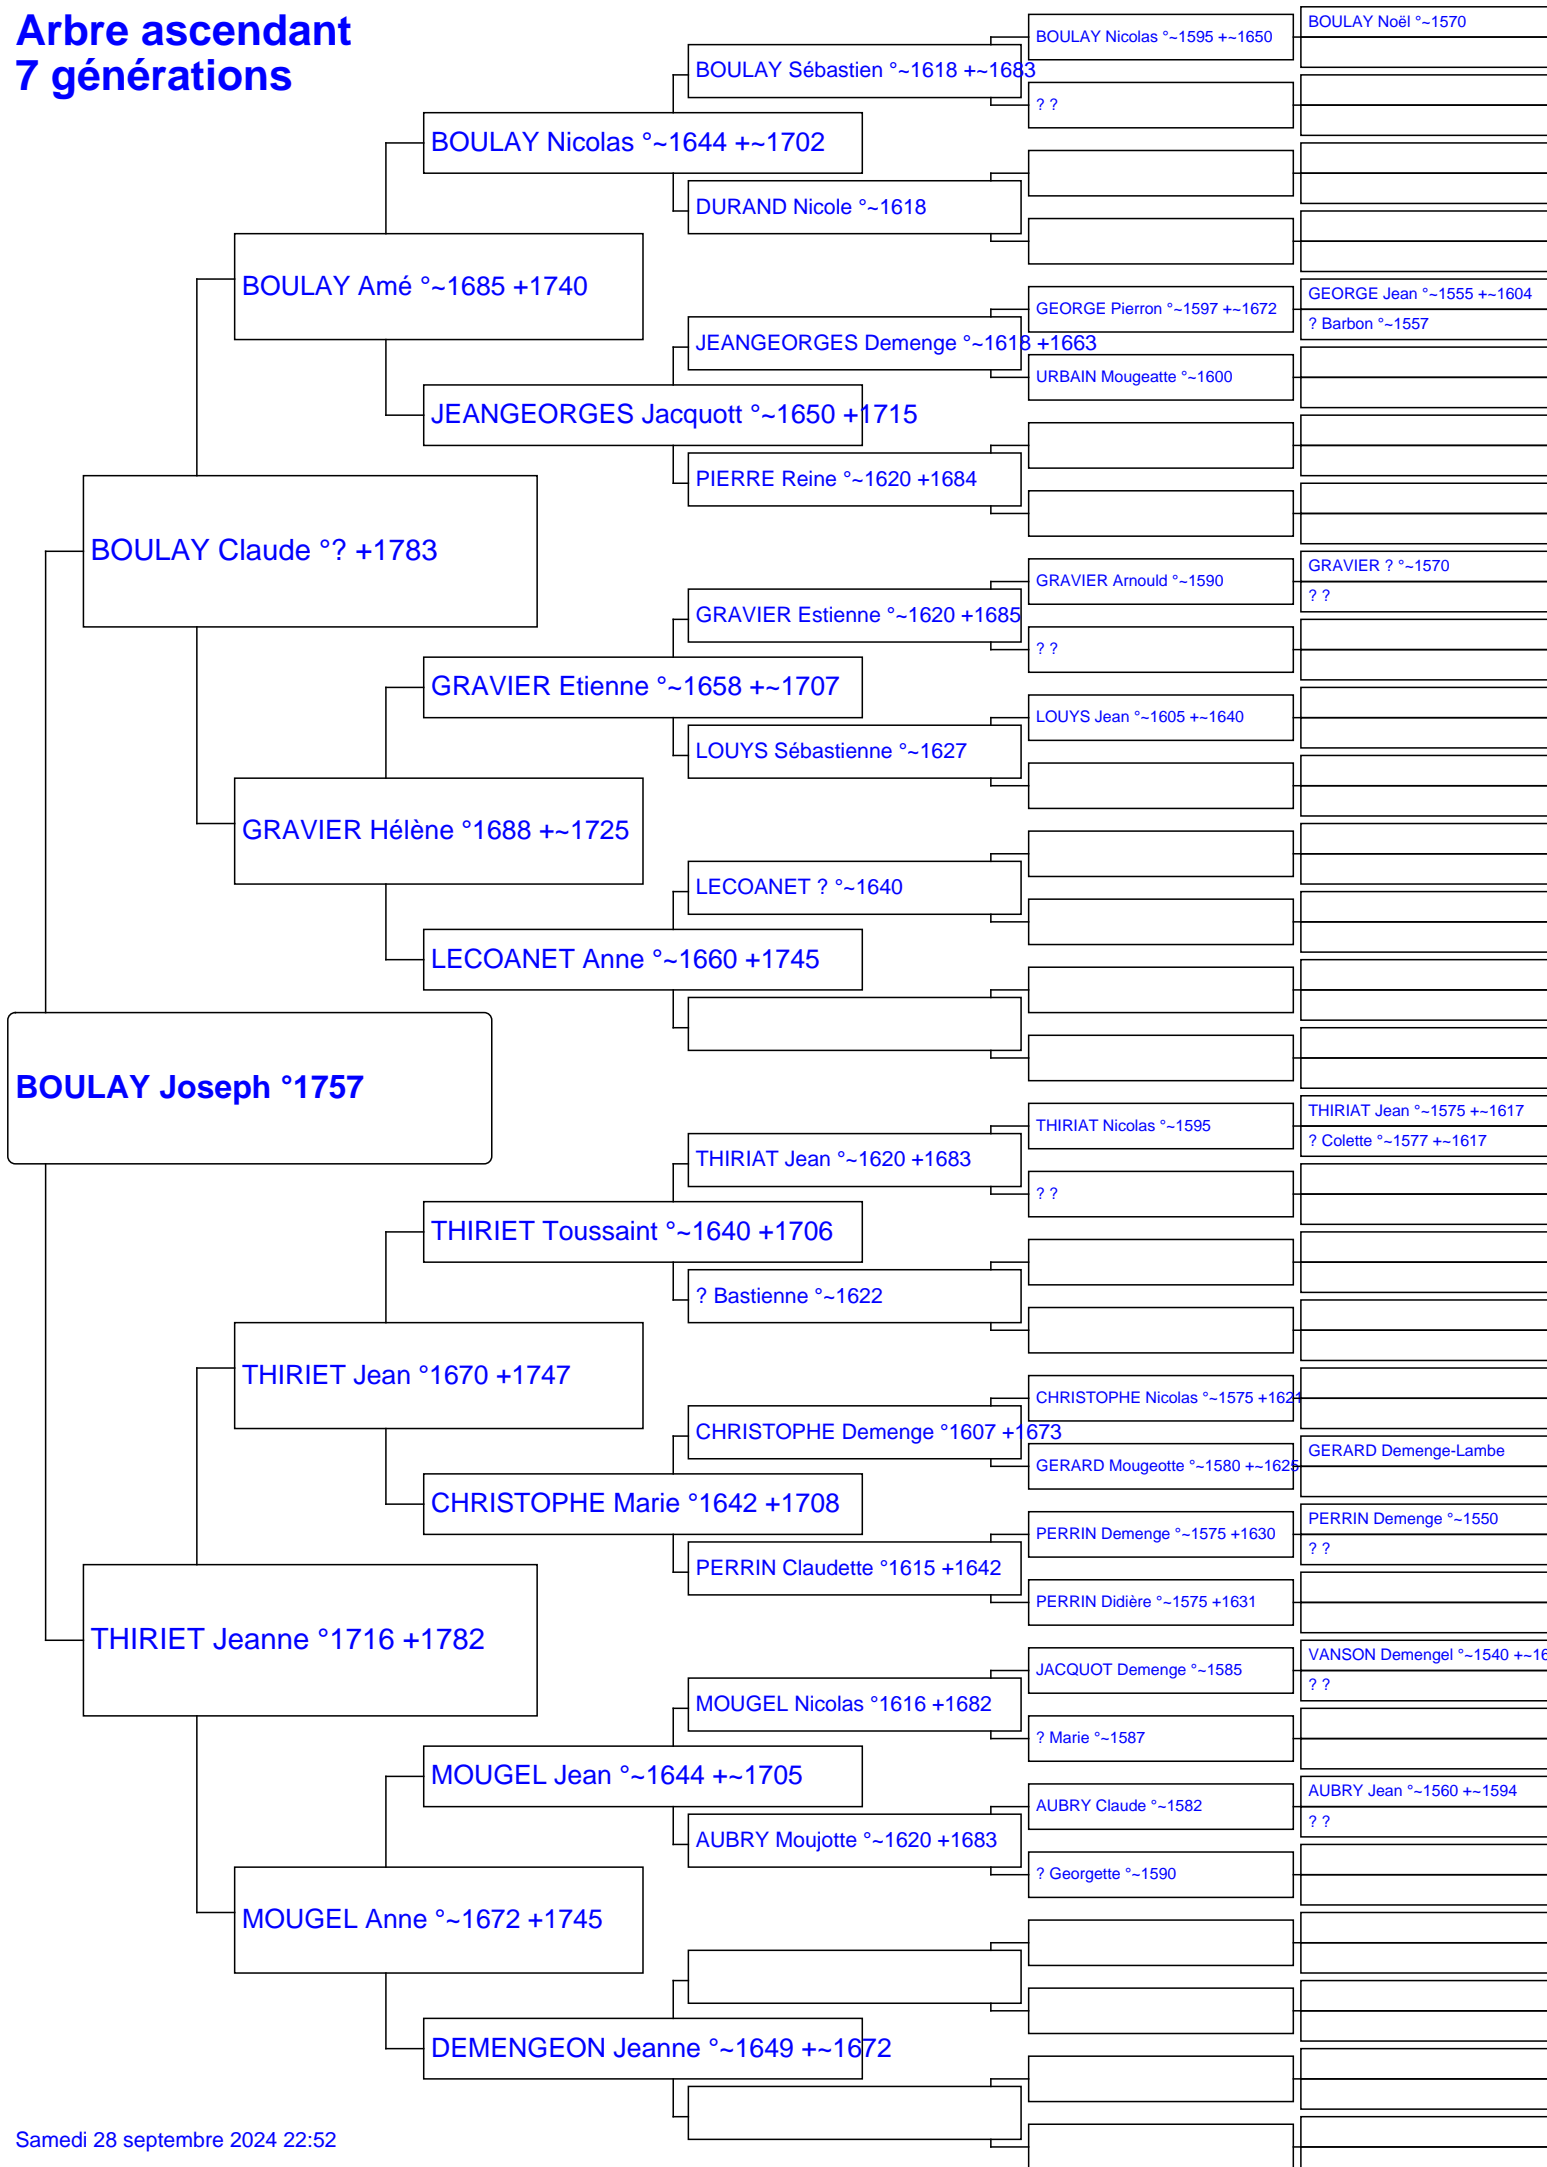 Arbre ascendant
7 générations
BOULAY Joseph °1757
BOULAY Claude °? +1783
THIRIET Jeanne °1716 +1782
BOULAY Amé °~1685 +1740
GRAVIER Hélène °1688 +~1725
THIRIET Jean °1670 +1747
MOUGEL Anne °~1672 +1745
BOULAY Nicolas °~1644 +~1702
JEANGEORGES Jacquott °~1650 +1715
GRAVIER Etienne °~1658 +~1707
LECOANET Anne °~1660 +1745
THIRIET Toussaint °~1640 +1706
CHRISTOPHE Marie °1642 +1708
MOUGEL Jean °~1644 +~1705
DEMENGEON Jeanne °~1649 +~1672
BOULAY Sébastien °~1618 +~1683
DURAND Nicole °~1618
JEANGEORGES Demenge °~1618 +1663
PIERRE Reine °~1620 +1684
GRAVIER Estienne °~1620 +1685
LOUYS Sébastienne °~1627
LECOANET ? °~1640
THIRIAT Jean °~1620 +1683
? Bastienne °~1622
CHRISTOPHE Demenge °1607 +1673
PERRIN Claudette °1615 +1642
MOUGEL Nicolas °1616 +1682
AUBRY Moujotte °~1620 +1683
BOULAY Nicolas °~1595 +~1650
? ?
GEORGE Pierron °~1597 +~1672
URBAIN Mougeatte °~1600
GRAVIER Arnould °~1590
? ?
LOUYS Jean °~1605 +~1640
THIRIAT Nicolas °~1595
? ?
CHRISTOPHE Nicolas °~1575 +1621
GERARD Mougeotte °~1580 +~1625
PERRIN Demenge °~1575 +1630
PERRIN Didière °~1575 +1631
JACQUOT Demenge °~1585
? Marie °~1587
AUBRY Claude °~1582
? Georgette °~1590
BOULAY Noël °~1570
GEORGE Jean °~1555 +~1604
? Barbon °~1557
GRAVIER ? °~1570
? ?
THIRIAT Jean °~1575 +~1617
? Colette °~1577 +~1617
GERARD Demenge-Lambe
PERRIN Demenge °~1550
? ?
VANSON Demengel °~1540 +~16
? ?
AUBRY Jean °~1560 +~1594
? ?
Samedi 28 septembre 2024 22:52